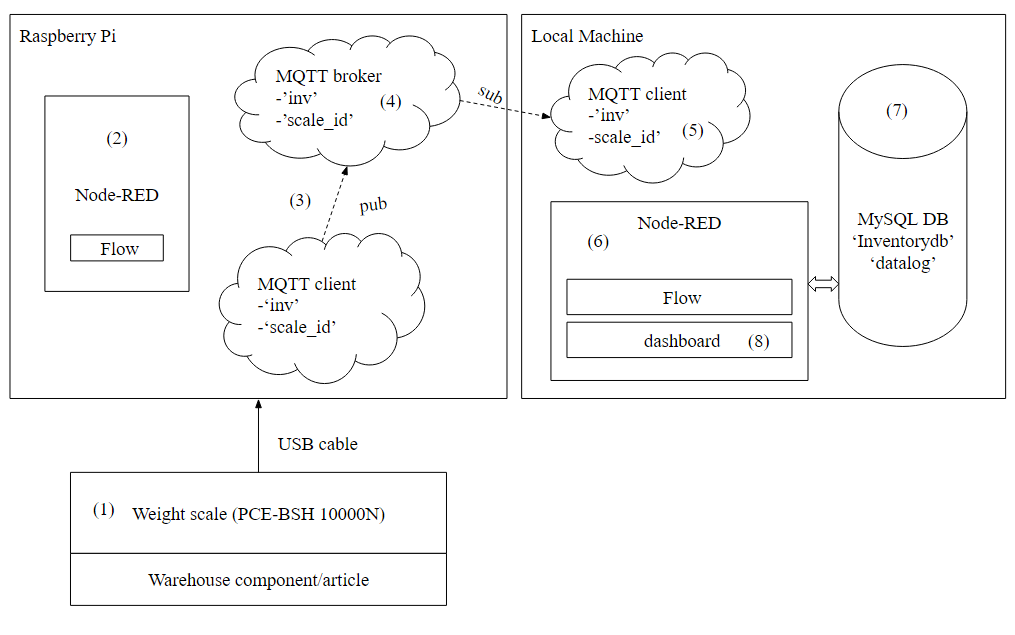 Raspberry Pi
(2)
Node-RED
Flow
MQTT broker
-’inv’
-’scale_id’
(4)
(3)
pub
MQTT client
-‘inv’
-‘scale_id’
sub
Local Machine
MQTT client
-’inv’
-scale_id’
(5)
Node-RED
(6)
Flow
dashboard (8)
(7)
MySQL DB
‘Inventorydb’
‘datalog’
USB cable
(1) Weight scale (PCE-BSH 10000N)
Warehouse component/article